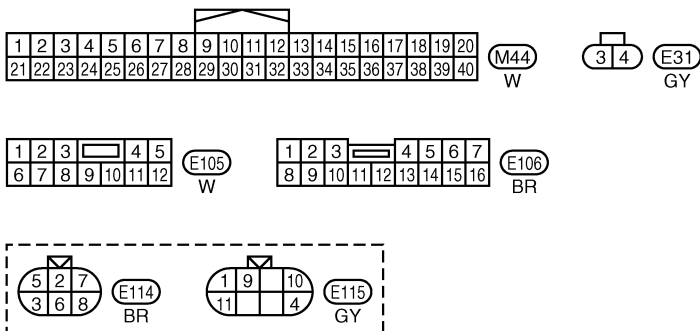 1 2 3 4 5 6 7 8 9 10 11 12 13 14 15 16 17 18 19 20
21 22 23 24 25 26 27 28 29 30 31 32 33 34 35 36 37 38 39 40
M44
W
3 4
E31
GY
1 2 3 4 5
6 7 8 9 10 11 12
E105
W
1 2 3 4 5 6 7
8 9 10 11 12 13 14 15 16
E106
BR
5 2 7
3 6 8
E114
BR
1 9 10
11 4
E115
GY